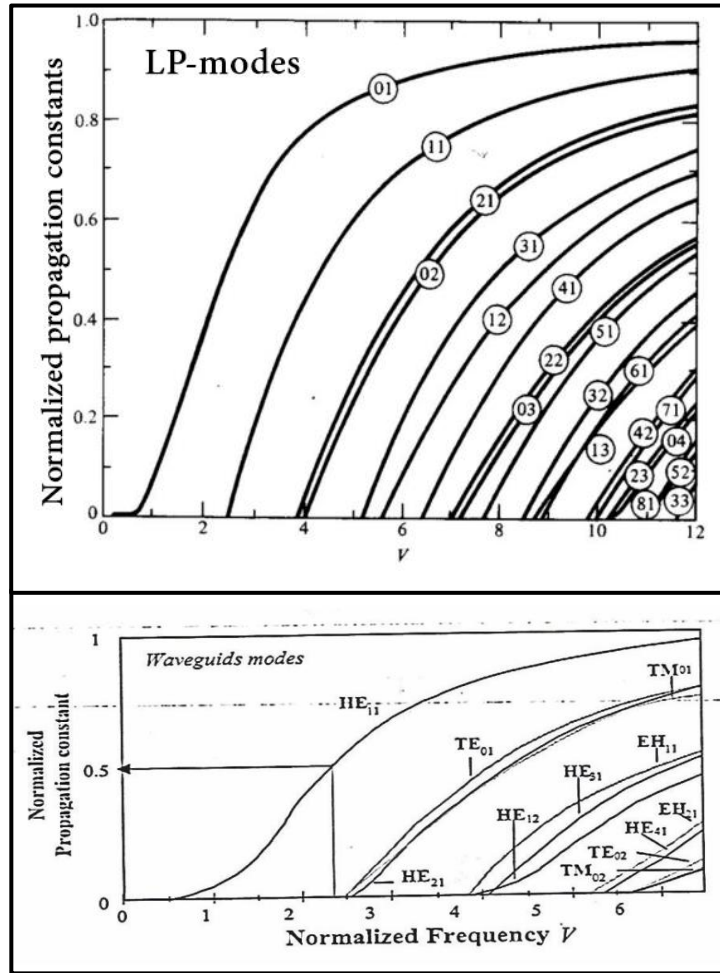 1.0
LP-modes
Normalized propagation constants
0.8
0.6
0.4
0.2
0
01
11
21
02
31
12
41
22
03
51
32
61
13
42
71
23
04
52
81
33
0 2 4 6 8 10 12
V
1
Waveguids modes
Normalized
Propagation constant
0.5
0
HE₁₁
TM₀₁
TE₀₁
EH₁₁
HE₃₁
HE₁₂
EH₂₁
HE₄₁
TE₀₂
TM₀₂
HE₂₁
0 1 2 3 4 5 6
Normalized Frequency V